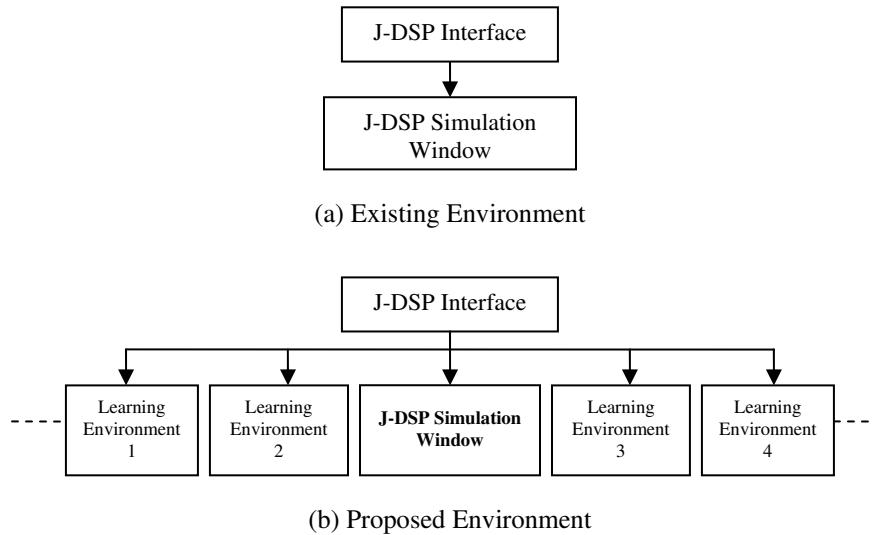 J-DSP Interface
J-DSP Simulation
Window
(a) Existing Environment
J-DSP Interface
Learning
Environment
1
Learning
Environment
2
J-DSP Simulation
Window
Learning
Environment
3
Learning
Environment
4
(b) Proposed Environment